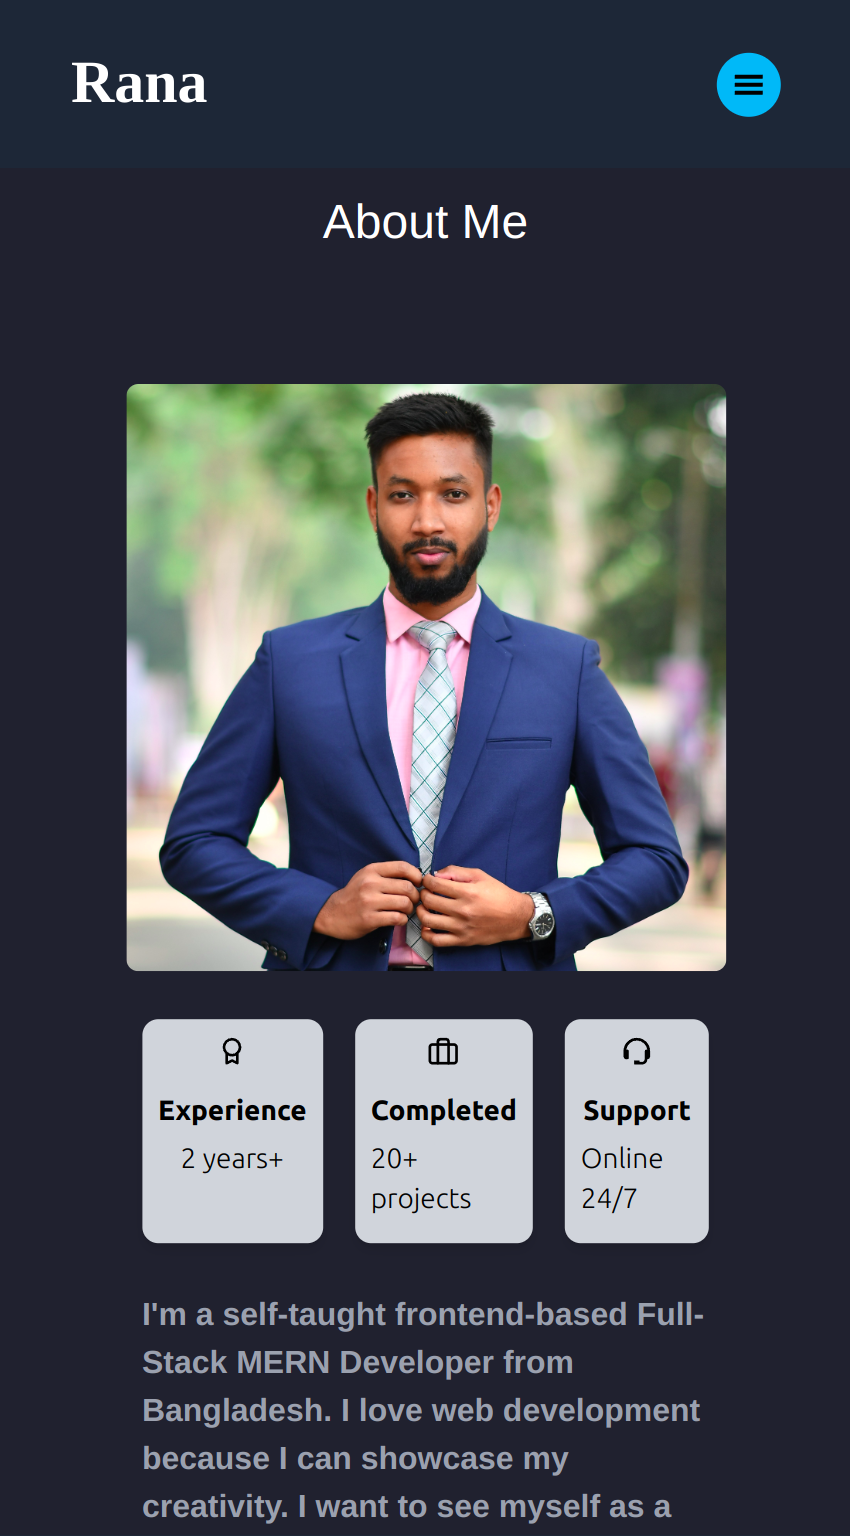 Rana
About Me
Experience
2 years+
Completed
20+
projects
Support
Online
24/7
I'm a self-taught frontend-based Full-
Stack MERN Developer from
Bangladesh. I love web development
because I can showcase my
creativity. I want to see myself as a